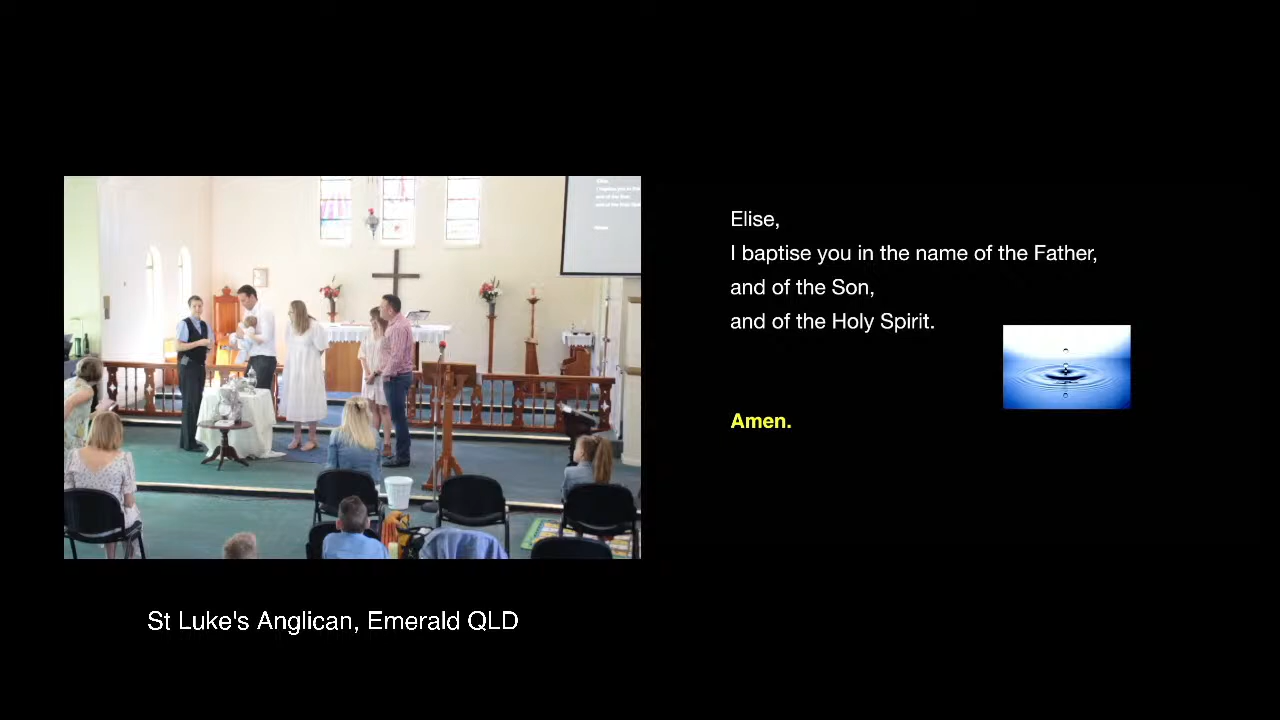 Elise,
I baptise you in the name of the Father,
and of the Son,
and of the Holy Spirit.
Amen.
St Luke's Anglican, Emerald QLD